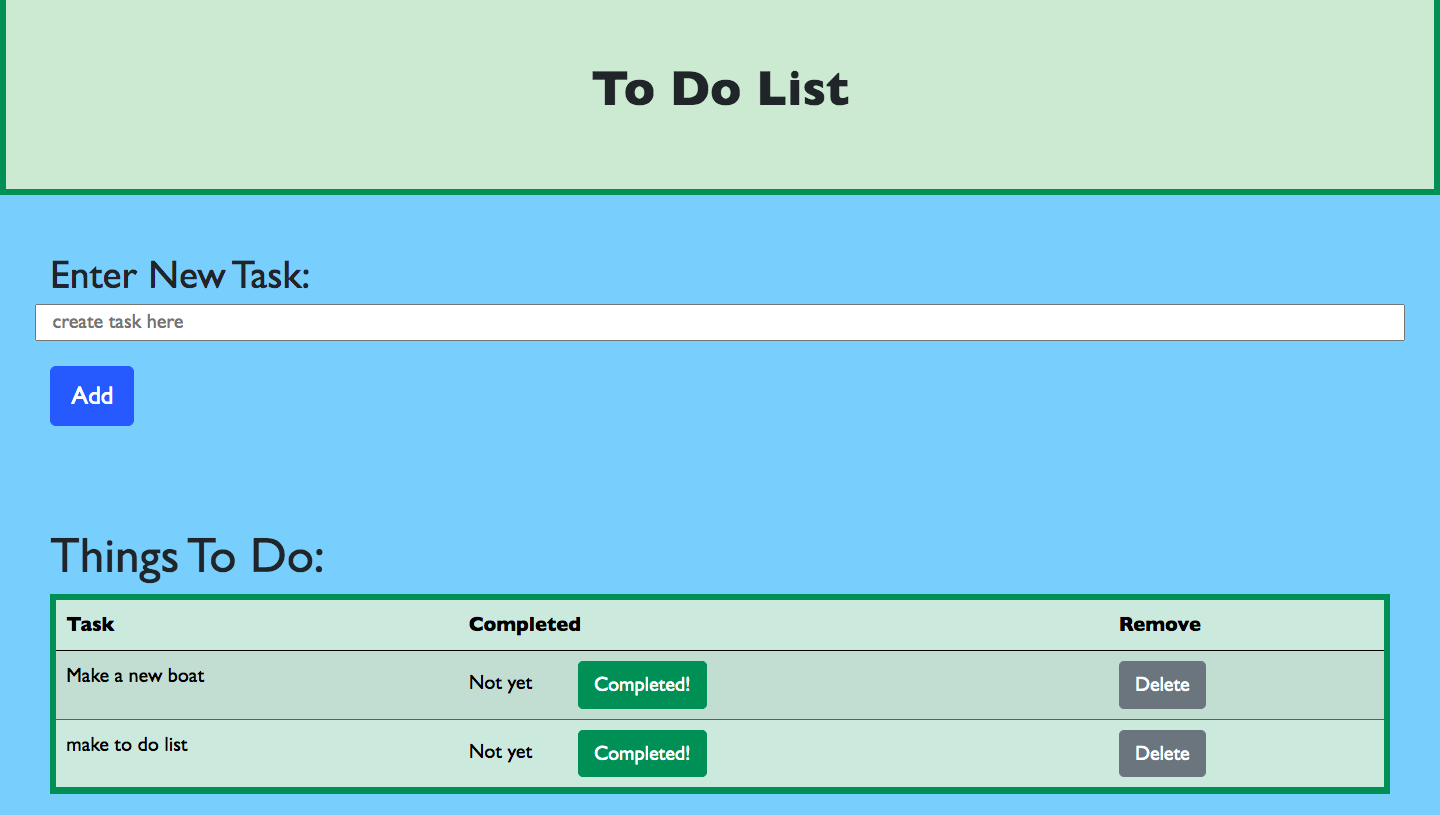 To Do List
Enter New Task:
create task here
Add
Things To Do:
Task Completed Remove
Make a new boat Not yet Completed! Delete
make to do list Not yet Completed! Delete